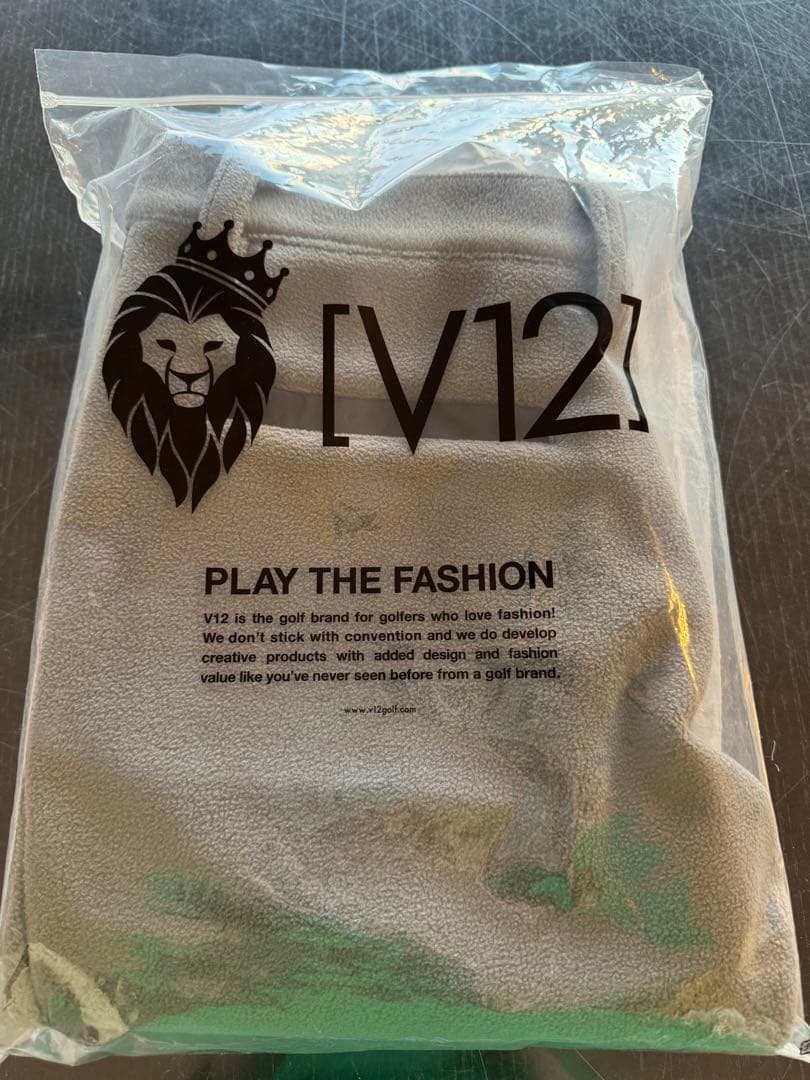 [V12]
PLAY THE FASHION
V12 is the golf brand for golfers who love fashion!
We don't stick with convention and we do develop
creative products with added design and fashion
value like you've never seen before from a golf brand.
www.v12golf.com